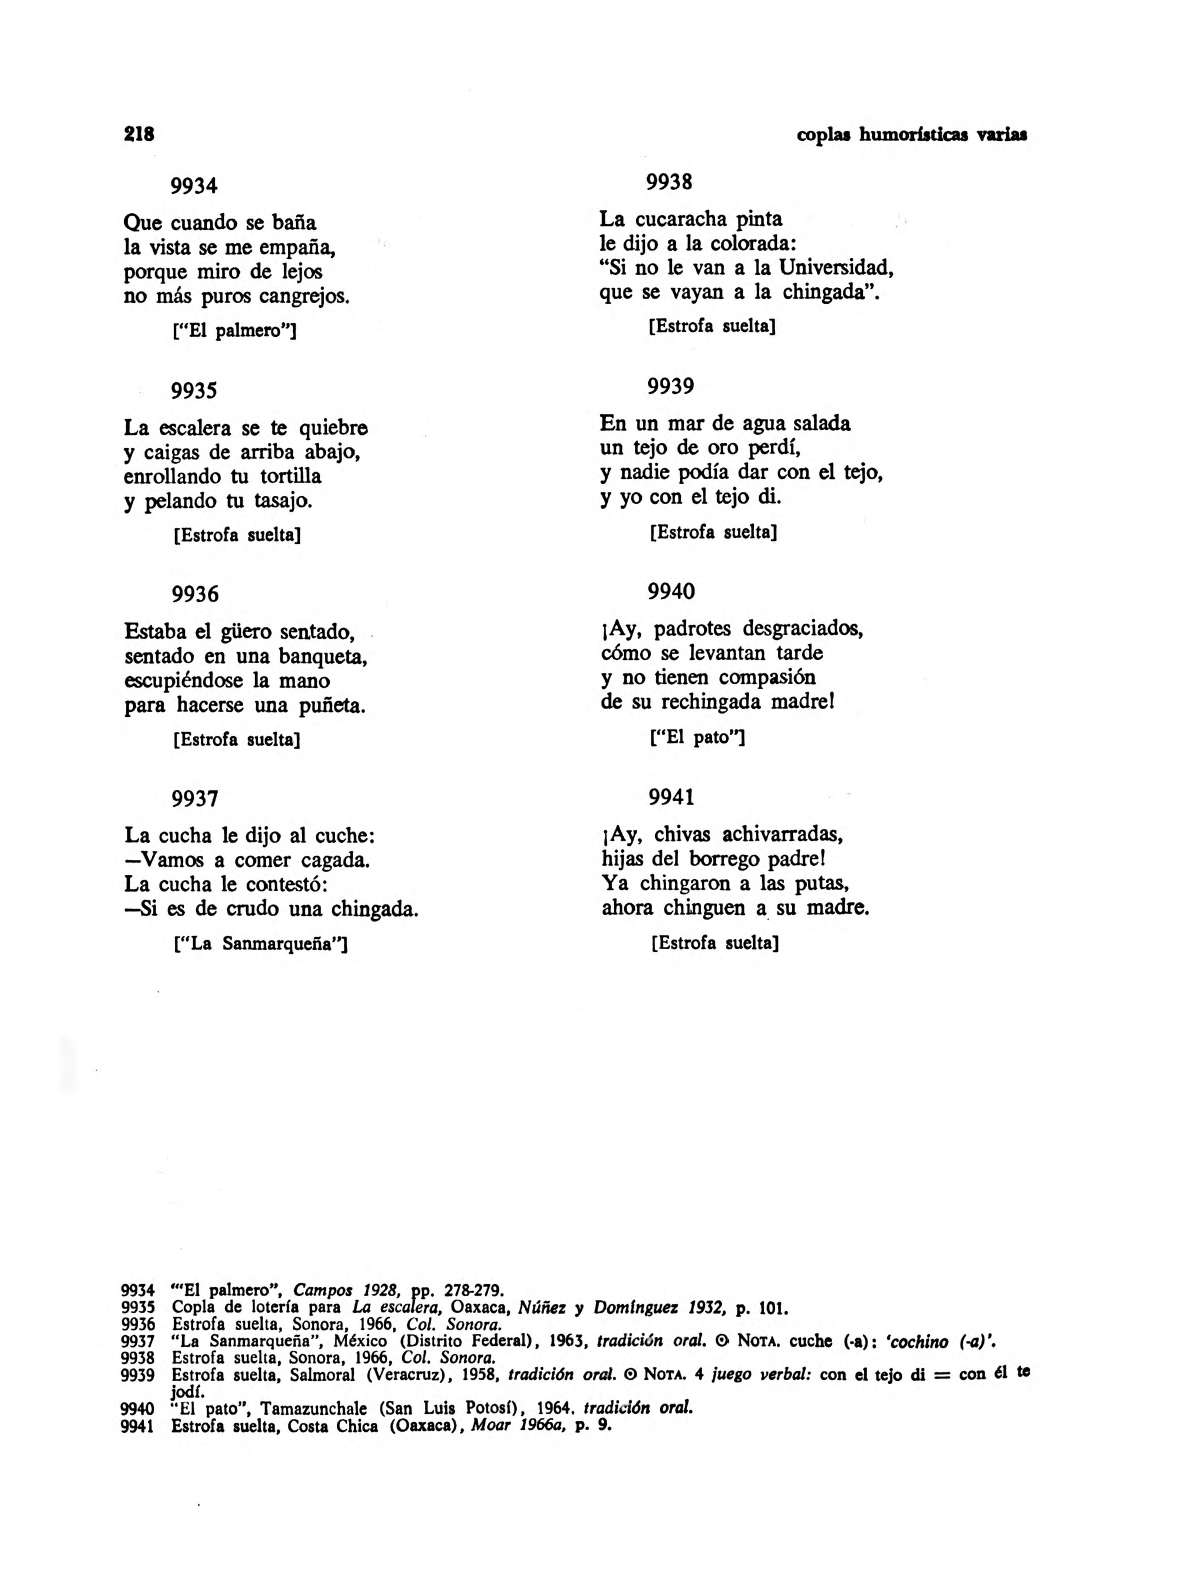 218
coplas humorísticas varias
9934
Que cuando se baña
la vista se me empaña,
porque miro de lejos
no más puros cangrejos.
["El palmero"]
9935
La escalera se te quiebre
y caigas de arriba abajo,
enrollando tu tortilla
y pelando tu tasajo.
[Estrofa suelta]
9936
Estaba el güero sentado,
sentado en una banqueta,
escupiéndose la mano
para hacerse una puñeta.
[Estrofa suelta]
9937
La cucha le dijo al cuche:
—Vamos a comer cagada.
La cucha le contestó:
—Si es de crudo una chingada.
["La Sanmarqueña"]
9938
La cucaracha pinta
le dijo a la colorada:
“Si no le van a la Universidad,
que se vayan a la chingada”.
[Estrofa suelta]
9939
En un mar de agua salada
un tejo de oro perdí,
y nadie podía dar con el tejo,
y yo con el tejo di.
[Estrofa suelta]
9940
¡Ay, padrotes desgraciados,
cómo se levantan tarde
y no tienen compasión
de su rechingada madre!
["El pato"]
9941
¡Ay, chivas achivarradas,
hijas del borrego padre!
Ya chingaron a las putas,
ahora chinguen a su madre.
[Estrofa suelta]
9934 "'El palmero", Campos 1928, pp. 278-279.
9935 Copla de lotería para La escalera, Oaxaca, Núñez y Domínguez 1932, p. 101.
9936 Estrofa suelta, Sonora, 1966, Col. Sonora.
9937 "La Sanmarqueña", México (Distrito Federal), 1963, tradición oral. ⊙ NOTA. cuche (-a): 'cochino (-a)'.
9938 Estrofa suelta, Sonora, 1966, Col. Sonora.
9939 Estrofa suelta, Salmoral (Veracruz), 1958, tradición oral. ⊙ NOTA. 4 juego verbal: con el tejo di = con él te
jodí.
9940 "El pato", Tamazunchale (San Luis Potosí), 1964. tradición oral.
9941 Estrofa suelta, Costa Chica (Oaxaca), Moar 1966a, p. 9.